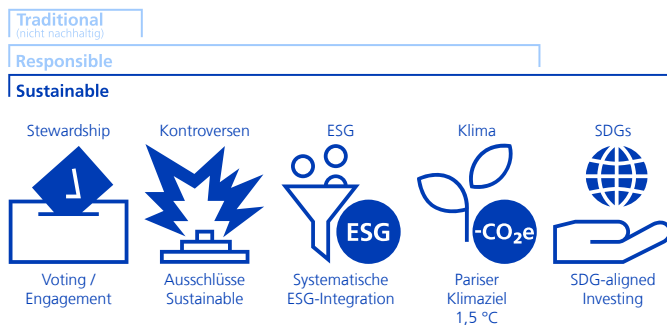 Traditional
(nicht nachhaltig)
Responsible
Sustainable
Stewardship
Kontroversen
ESG
Klima
SDGs
ESG
-CO₂e
Voting /
Engagement
Ausschlüsse
Sustainable
Systematische
ESG-Integration
Pariser
Klimaziel
1,5 °C
SDG-aligned
Investing